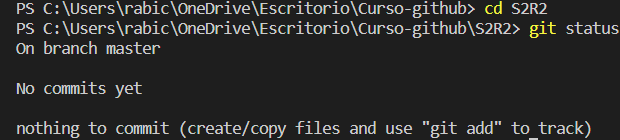 PS C:\Users\rabic\OneDrive\Escritorio\Curso-github> cd S2R2
PS C:\Users\rabic\OneDrive\Escritorio\Curso-github\S2R2> git status
On branch master
No commits yet
nothing to commit (create/copy files and use "git add" to track)